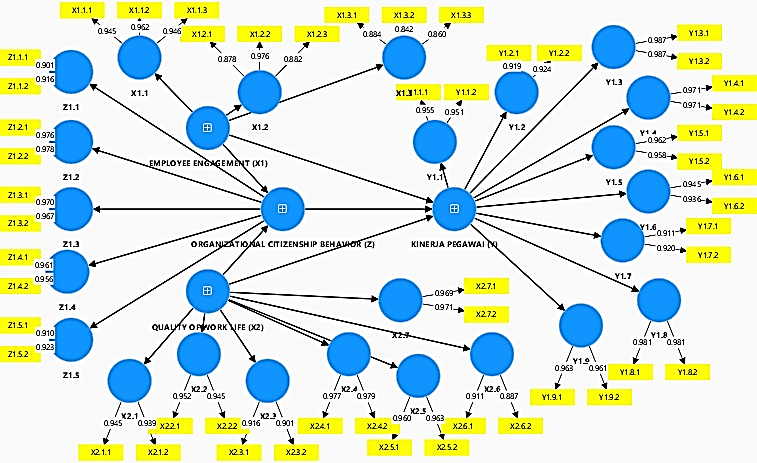 X1.1.1 X1.1.2 X1.1.3
0.945 0.962 0.946
X1.1
X1.2.1 X1.2.2 X1.2.3
0.878 0.976 0.882
X1.2
X1.3.1 X1.3.2 X1.3.3
0.884 0.842 0.860
Z1.1.1 0.901
Z1.1.2 0.916
Z1.1
Z1.2.1 0.976
Z1.2.2 0.978
Z1.2
Z1.3.1 0.970
Z1.3.2 0.967
Z1.3
Z1.4.1 0.961
Z1.4.2 0.956
Z1.4
Z1.5.1 0.910
Z1.5.2 0.923
Z1.5
EMPLOYEE ENGAGEMENT (X1)
ORGANIZATIONAL CITIZENSHIP BEHAVIOR (Z)
KINERJA PEGAWAI (Y)
QUALITY OF WORK LIFE (X2)
Y1.1.2
0.955 0.951
Y1.1
Y1.2.1 Y1.2.2
0.919 0.924
Y1.2
0.987 Y1.3.1
0.987 Y1.3.2
Y1.3
0.971 Y1.4.1
0.971 Y1.4.2
0.962 Y1.5.1
0.958 Y1.5.2
Y1.5
0.945 Y1.6.1
0.936 Y1.6.2
Y1.6
0.911 Y1.7.1
0.920 Y1.7.2
Y1.7
Y1.8
0.981 0.981
Y1.8.1 Y1.8.2
Y1.9
0.963 0.961
Y1.9.1 Y1.9.2
0.969 X2.7.1
0.971 X2.7.2
X2.7
X2.1
0.945 0.939
X2.1.1 X2.1.2
X2.2
0.952 0.945
X2.2.1 X2.2.2
X2.3
0.916 0.901
X2.3.1 X2.3.2
X2.4
0.977 0.979
X2.4.1 X2.4.2
X2.5
0.960 0.963
X2.5.1 X2.5.2
X2.6
0.911 0.887
X2.6.1 X2.6.2